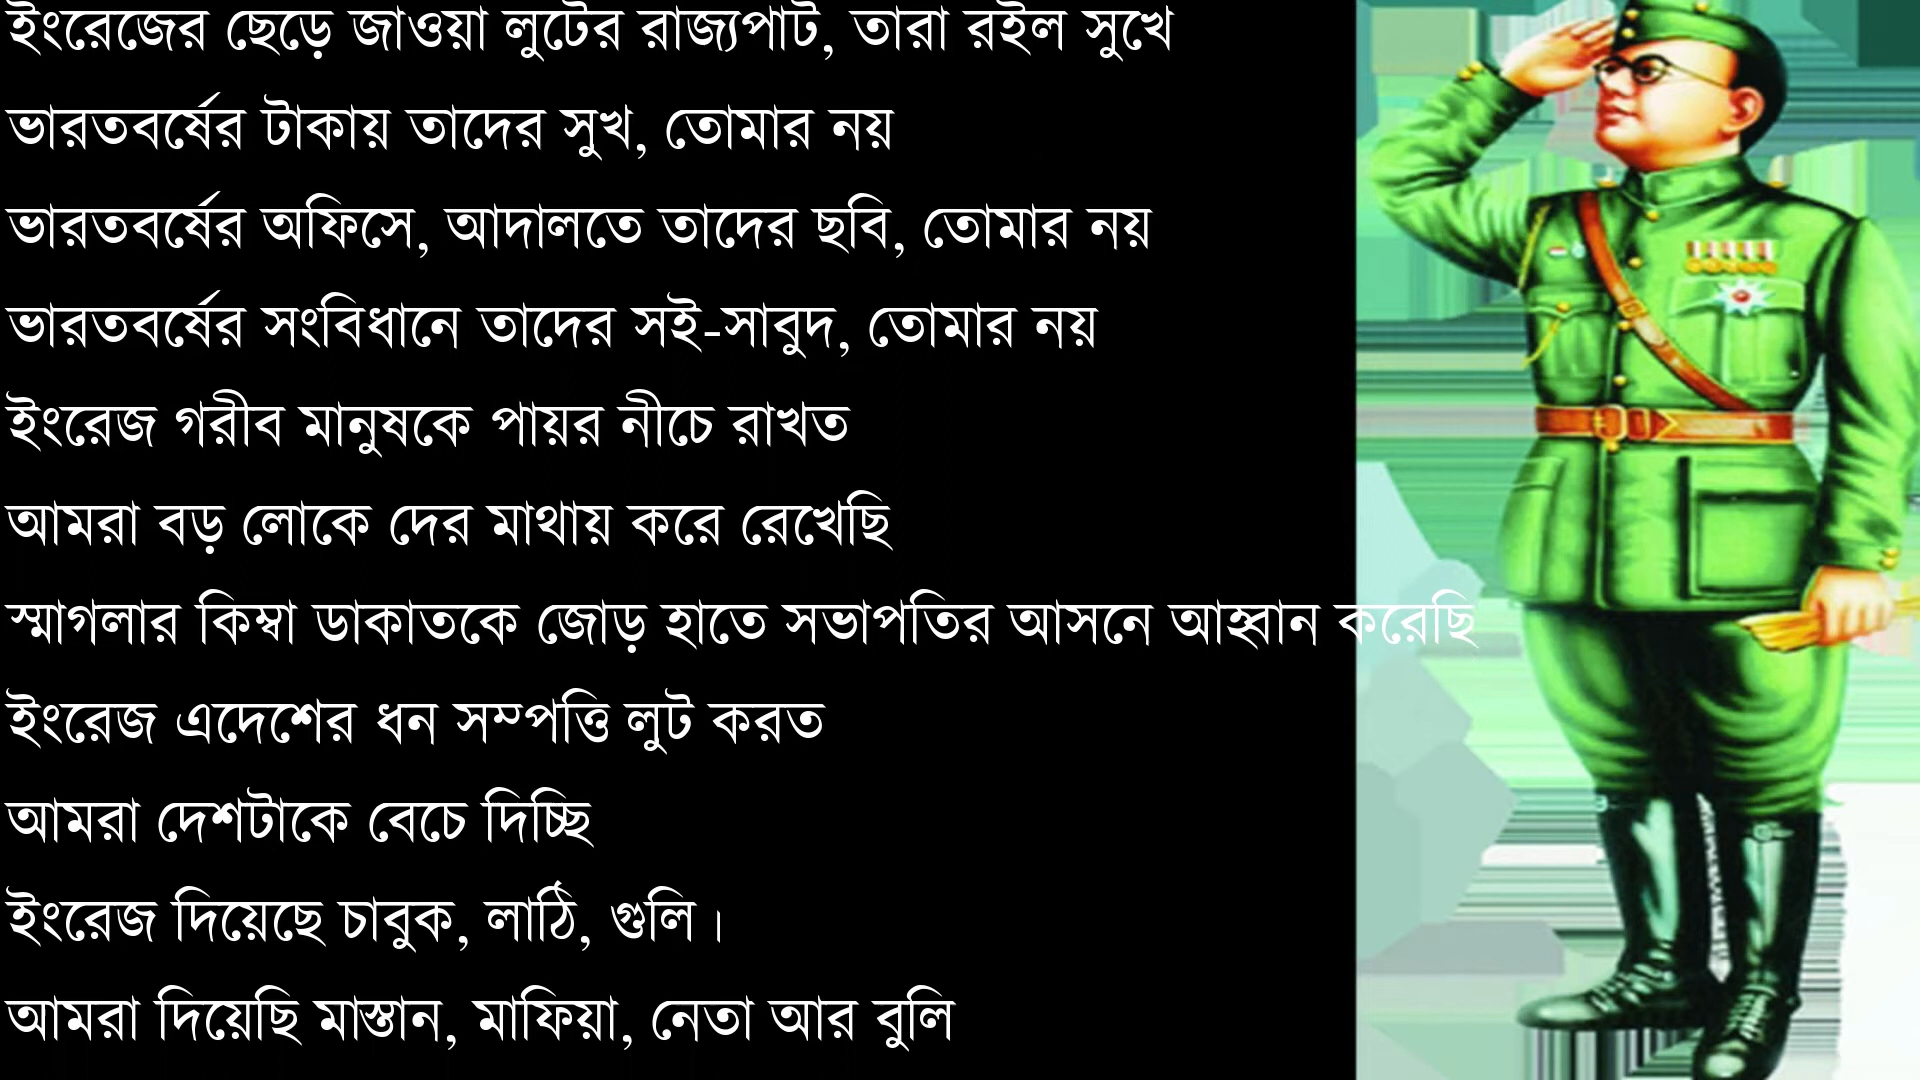 ইংরেজের ছেড়ে জাওয়া লুটের রাজ্যপাট, তারা রইল সুখে
ভারতবর্ষের টাকায় তাদের সুখ, তোমার নয়
ভারতবর্ষের অফিসে, আদালতে তাদের ছবি, তোমার নয়
ভারতবর্ষের সংবিধানে তাদের সই-সাবুদ, তোমার নয়
ইংরেজ গরীব মানুষকে পায়র নীচে রাখত
আমরা বড় লোকে দের মাথায় করে রেখেছি
স্মাগলার কিম্বা ডাকাতকে জোড় হাতে সভাপতির আসনে আহ্বান করেছি
ইংরেজ এদেশের ধন সম্পত্তি লুট করত
আমরা দেশটাকে বেচে দিচ্ছি
ইংরেজ দিয়েছে চাবুক, লাঠি, গুলি।
আমরা দিয়েছি মাস্তান, মাফিয়া, নেতা আর বুলি